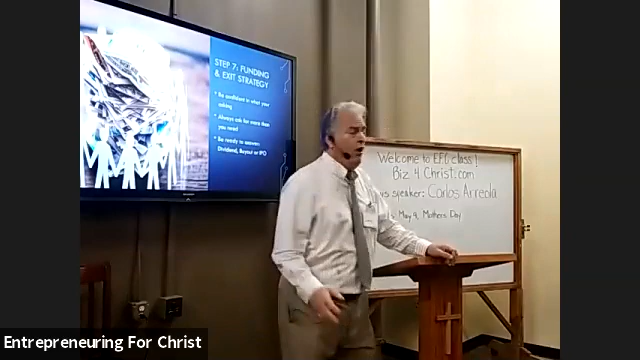 STEP 7: FUNDING
& EXIT STRATEGY
Be confident in what your
asking
Always ask for more than
you need
Be ready to answer:
Dividend, Buyout or IPO
Welcome to EFC class!
Biz 4 Christ.com
speaker: Carlos Arreola
May 9, Mothers Day
Entrepreneuring For Christ